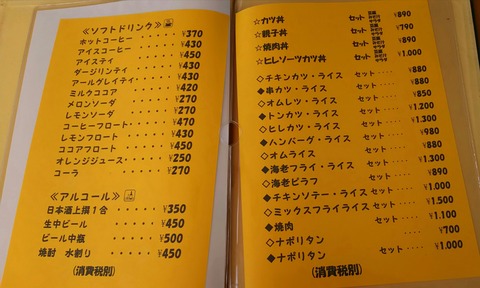 ≪ソフトドリンク≫
ホットコーヒー ・・・・・ ¥370
アイスコーヒー ・・・・・ ¥430
アイスティ ・・・・・ ¥450
ダージリンティ ・・・・ ¥430
アールグレイティ ・・・ ¥430
ミルクココア ・・・・・ ¥420
メロンソーダ ・・・・・ ¥270
レモンソーダ ・・・・・ ¥270
コーヒーフロート ・・・ ¥470
レモンフロート ・・・・ ¥430
ココアフロート ・・・・ ¥450
オレンジジュース ・・・・ ¥250
コーラ ・・・・・ ¥270
≪アルコール≫
日本酒上撰1合 ・・・・・ ¥350
生中ビール ・・・・・ ¥450
ビール中瓶 ・・・・・ ¥500
焼酎 水割り ・・・・ ¥450
(消費税別)
☆カツ丼 セット ¥890
☆親子丼 セット ¥790
☆焼肉丼 セット ¥890
☆ヒレソースカツ丼 セット ¥1.000
◇チキンカツ・ライス セット ・・・・ ¥880
◆串カツ・ライス セット ・・・・ ¥880
◇オムレツ・ライス セット ・・・・ ¥850
◆トンカツ・ライス セット ・・・・ ¥1.200
◇ヒレカツ・ライス セット ・・・・ ¥1.300
◆ハンバーグ・ライス セット ・・・・ ¥980
◇オムライス セット ・・・・ ¥880
◆海老フライ・ライス セット ・・・・ ¥1.300
◇海老ピラフ セット ・・・・ ¥890
◆チキンソテー・ライス セット ・・・・ ¥1.000
◇ミックスフライライス セット ・・・・ ¥1.500
◆焼肉 セット ・・・・ ¥1.100
◇ナポリタン ・・・・ ¥700
◆ナポリタン セット ・・・・ ¥1.000
(消費税別)